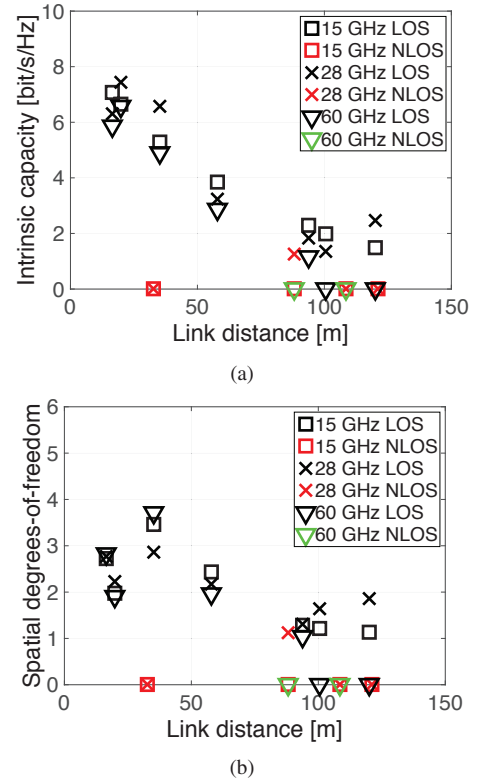 10
8
6
4
2
0
Intrinsic capacity [bit/s/Hz]
15 GHz LOS
15 GHz NLOS
28 GHz LOS
28 GHz NLOS
60 GHz LOS
60 GHz NLOS
0 50 100 150
Link distance [m]
(a)
6
5
4
3
2
1
0
Spatial degrees-of-freedom
15 GHz LOS
15 GHz NLOS
28 GHz LOS
28 GHz NLOS
60 GHz LOS
60 GHz NLOS
0 50 100 150
Link distance [m]
(b)